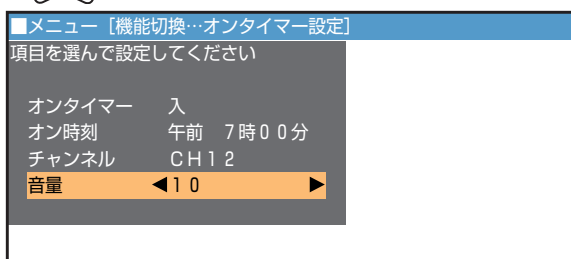 ■メニュー［機能切換…オンタイマー設定］
項目を選んで設定してください
オンタイマー　入
オン時刻　午前　７時００分
チャンネル　ＣＨ１２
音量　◀１０　▶